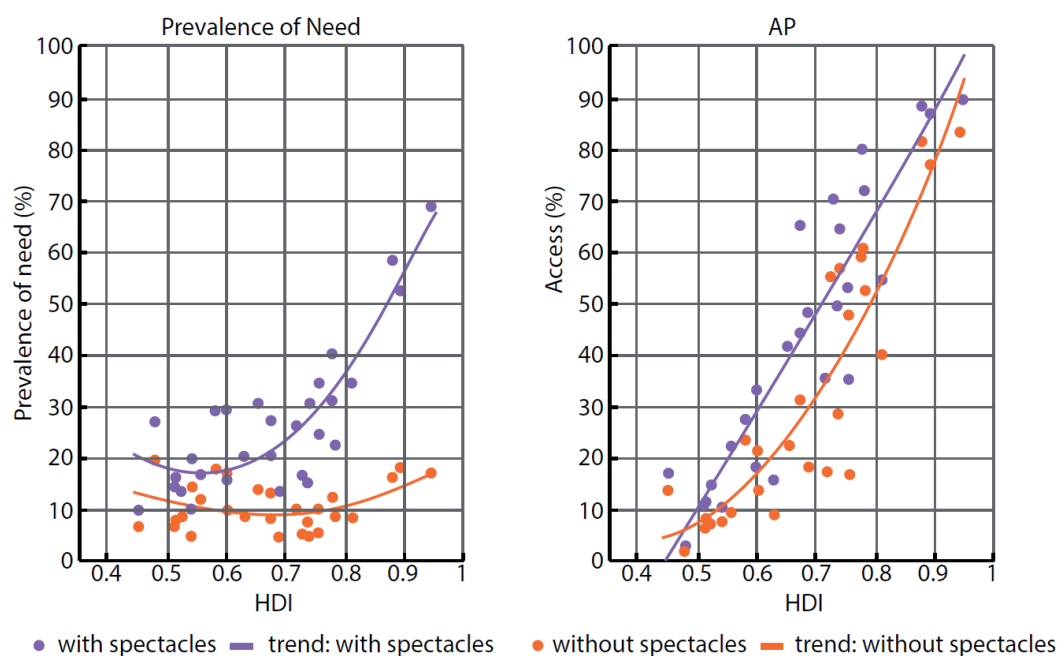 Prevalence of Need
100
90
80
70
60
50
40
30
20
10
0
Prevalence of need (%)
0.4 0.5 0.6 0.7 0.8 0.9 1
HDI
AP
100
90
80
70
60
50
40
30
20
10
0
Access (%)
0.4 0.5 0.6 0.7 0.8 0.9 1
HDI
with spectacles trend: with spectacles without spectacles trend: without spectacles